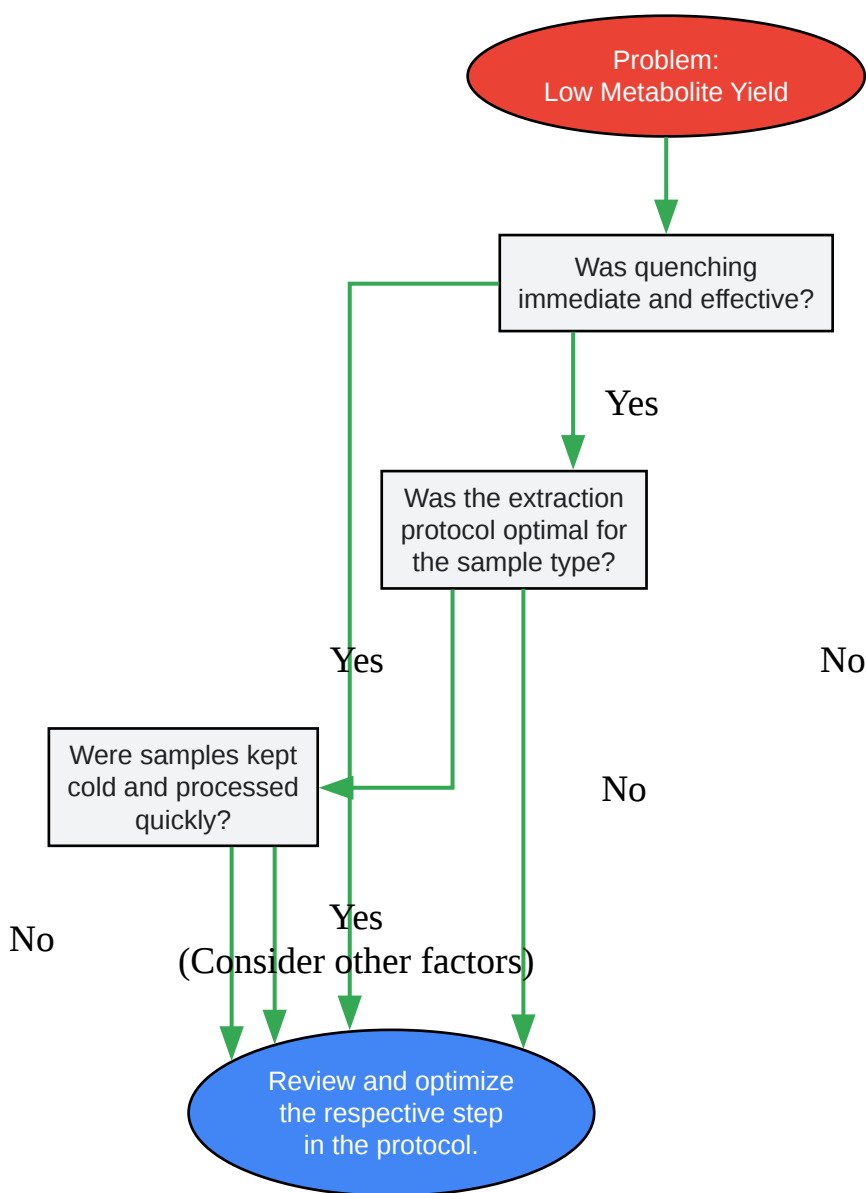 Problem:
Low Metabolite Yield
Was quenching
immediate and effective?
Yes
Was the extraction
protocol optimal for
the sample type?
Yes
No
Were samples kept
cold and processed
quickly?
No
Yes
(Consider other factors)
No
Review and optimize
the respective step
in the protocol.